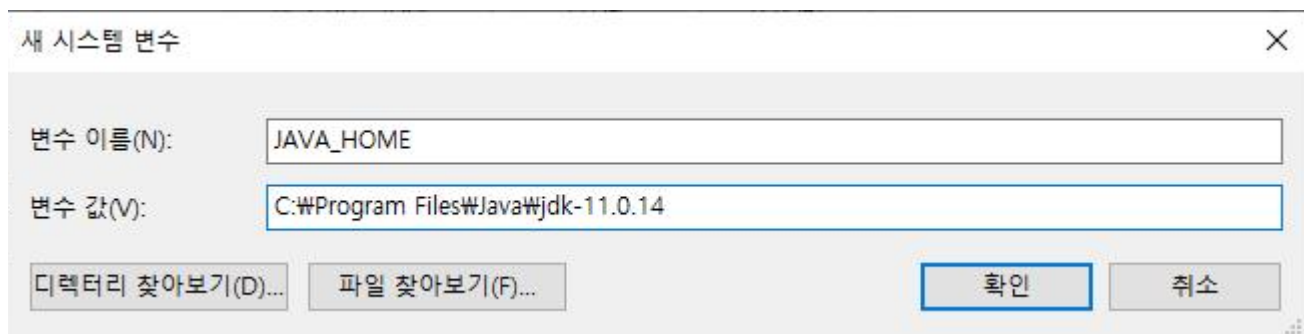 새 시스템 변수
변수 이름(N):
JAVA_HOME
변수 값(V):
C:₩Program Files₩Java₩jdk-11.0.14
디렉터리 찾아보기(D)...
파일 찾아보기(F)...
확인
취소